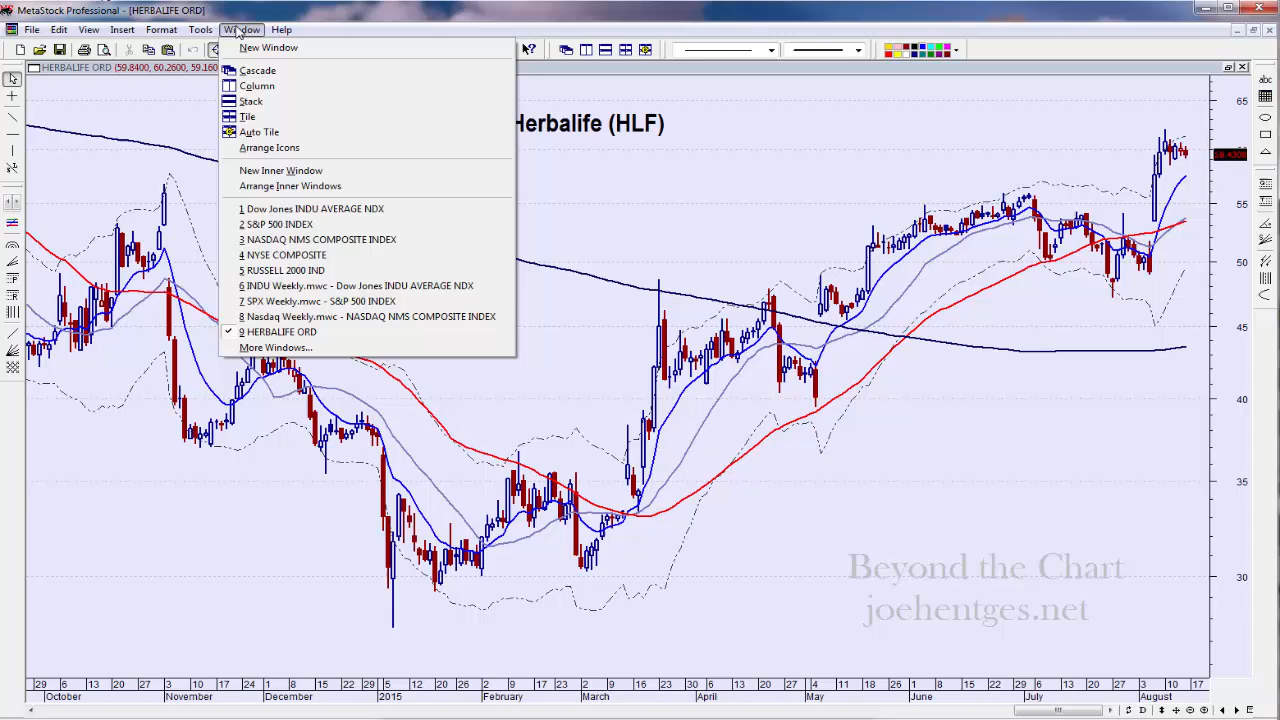 MetaStock Professional - [HERBALIFE ORD]
File Edit View Insert Format Tools Window Help
HERBALIFE ORD (59.8400, 60.2600, 59.160
New Window
Cascade
Column
Stack
Tile
Auto Tile
Arrange Icons
New Inner Window
Arrange Inner Windows
1 Dow Jones INDU AVERAGE NDX
2 S&P 500 INDEX
3 NASDAQ NMS COMPOSITE INDEX
4 NYSE COMPOSITE
5 RUSSELL 2000 IND
6 INDU Weekly.mwc - Dow Jones INDU AVERAGE NDX
7 SPX Weekly.mwc - S&P 500 INDEX
8 Nasdaq Weekly.mwc - NASDAQ NMS COMPOSITE INDEX
9 HERBALIFE ORD
More Windows...
Herbalife (HLF)
abc
65
55
50
45
40
35
30
Beyond the Chart
joehentges.net
29 6 13 20 27 3 10 17 24 1 8 15 22 29 5 12 20 26 2 9 17 23 2 9 16 23 30 6 13 20 27 4 11 18 26 1 8 15 22 29 6 13 20 27 3 10 17
October November December 2015 February March April May June July August